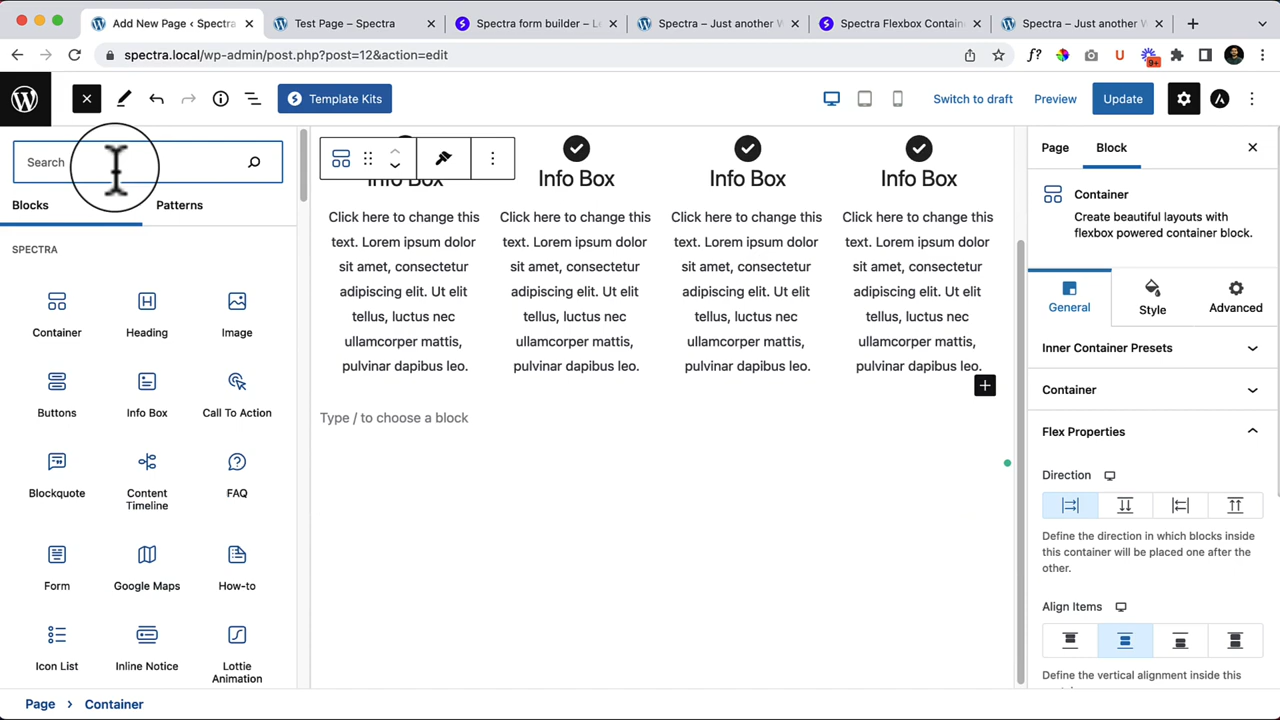 Add New Page ‹ Spectra
Test Page – Spectra
Spectra form builder – Le
Spectra – Just another W
Spectra Flexbox Contain
Spectra – Just another W
spectra.local/wp-admin/post.php?post=12&action=edit
f?
U
9+
Template Kits
Switch to draft
Preview
Update
Search
Blocks
Patterns
SPECTRA
Container
Heading
Image
Buttons
Info Box
Call To Action
Blockquote
Content
Timeline
FAQ
Form
Google Maps
How-to
Icon List
Inline Notice
Lottie
Animation
Info Box
Click here to change this
text. Lorem ipsum dolor
sit amet, consectetur
adipiscing elit. Ut elit
tellus, luctus nec
ullamcorper mattis,
pulvinar dapibus leo.
Info Box
Click here to change this
text. Lorem ipsum dolor
sit amet, consectetur
adipiscing elit. Ut elit
tellus, luctus nec
ullamcorper mattis,
pulvinar dapibus leo.
Info Box
Click here to change this
text. Lorem ipsum dolor
sit amet, consectetur
adipiscing elit. Ut elit
tellus, luctus nec
ullamcorper mattis,
pulvinar dapibus leo.
Info Box
Click here to change this
text. Lorem ipsum dolor
sit amet, consectetur
adipiscing elit. Ut elit
tellus, luctus nec
ullamcorper mattis,
pulvinar dapibus leo.
Type / to choose a block
Page
Block
Container
Create beautiful layouts with
flexbox powered container block.
General
Style
Advanced
Inner Container Presets
Container
Flex Properties
Direction
Define the direction in which blocks inside
this container will be placed one after the
other.
Align Items
Define the vertical alignment inside this
Page › Container